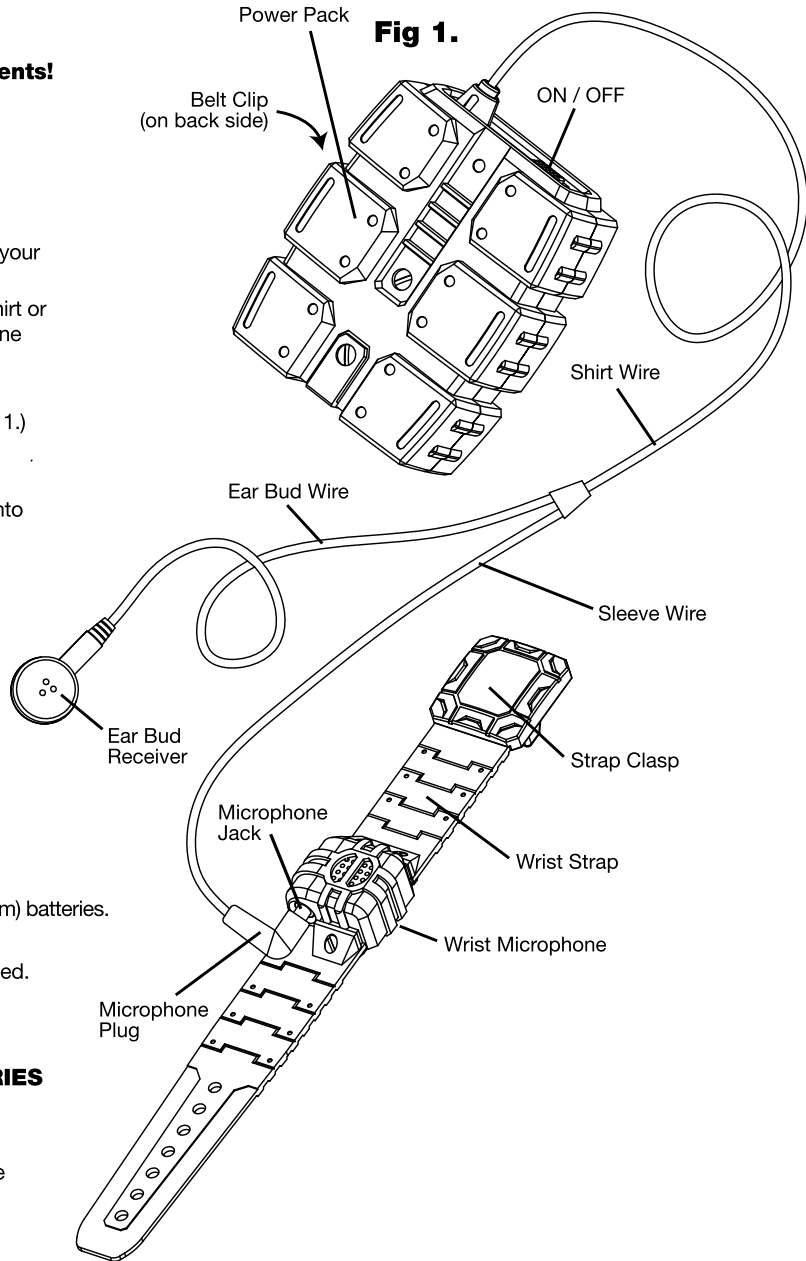 Fig 1.
Power Pack
ents!
Belt Clip
(on back side)
ON / OFF
your
irt or
ne
1.)
nto
Shirt Wire
Ear Bud Wire
Sleeve Wire
Ear Bud
Receiver
Strap Clasp
Microphone
Jack
Wrist Strap
m) batteries.
Wrist Microphone
ed.
Microphone
Plug
RIES
e